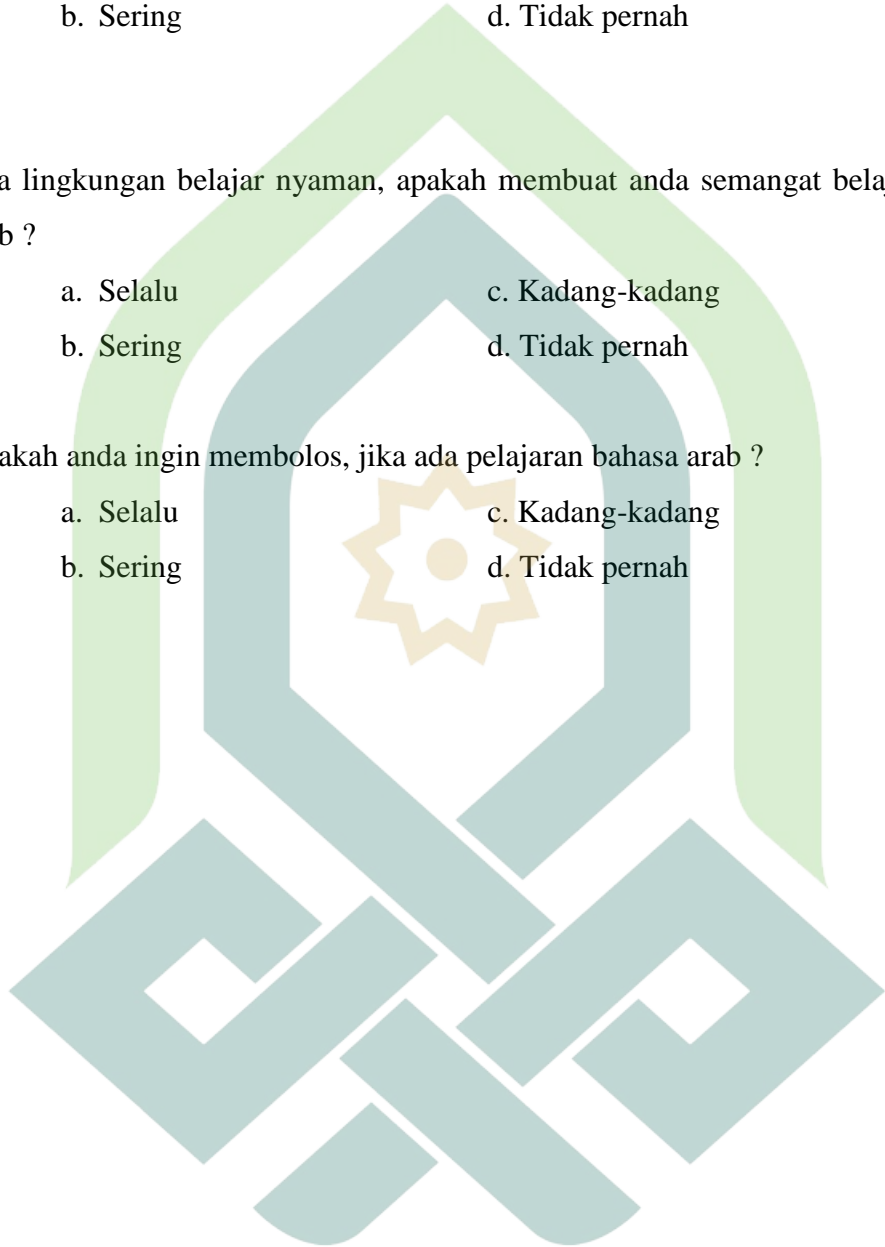 b. Sering d. Tidak pernah
a lingkungan belajar nyaman, apakah membuat anda semangat bela
b ?
a. Selalu c. Kadang-kadang
b. Sering d. Tidak pernah
akah anda ingin membolos, jika ada pelajaran bahasa arab ?
a. Selalu c. Kadang-kadang
b. Sering d. Tidak pernah